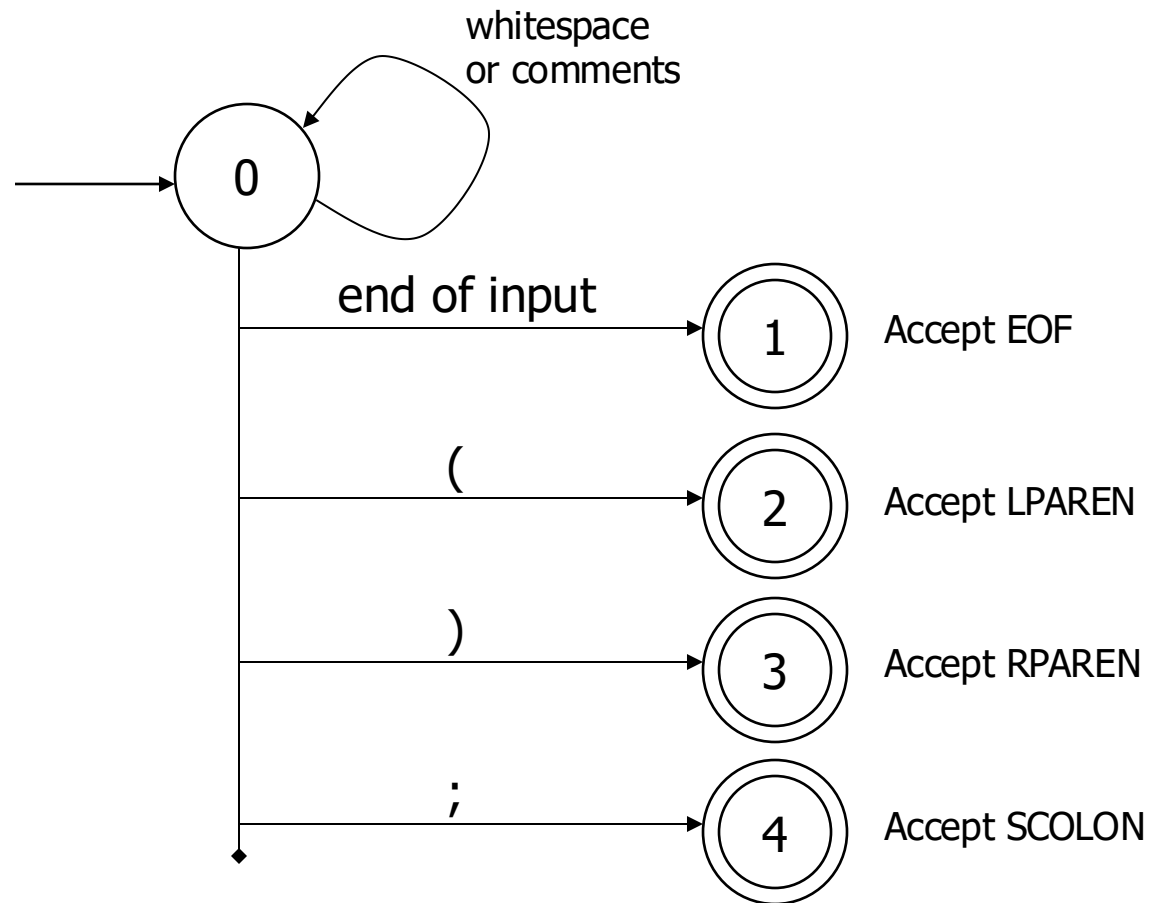 whitespace
or comments
0
end of input
1
Accept EOF
(
2
Accept LPAREN
)
3
Accept RPAREN
;
4
Accept SCOLON